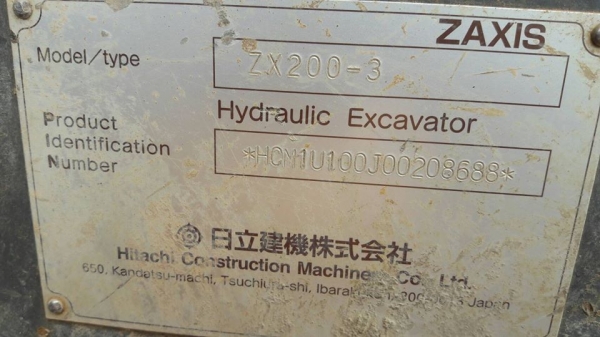 ZAXIS
Model/type ZX200-3
Hydraulic Excavator
Product
Identification
Number
*HCM1U100J00208688*
日立建機株式会社
Hitachi Construction Machinery Co., Ltd.
650, Kandatsu-machi, Tsuchiura-shi, Ibaraki Japan